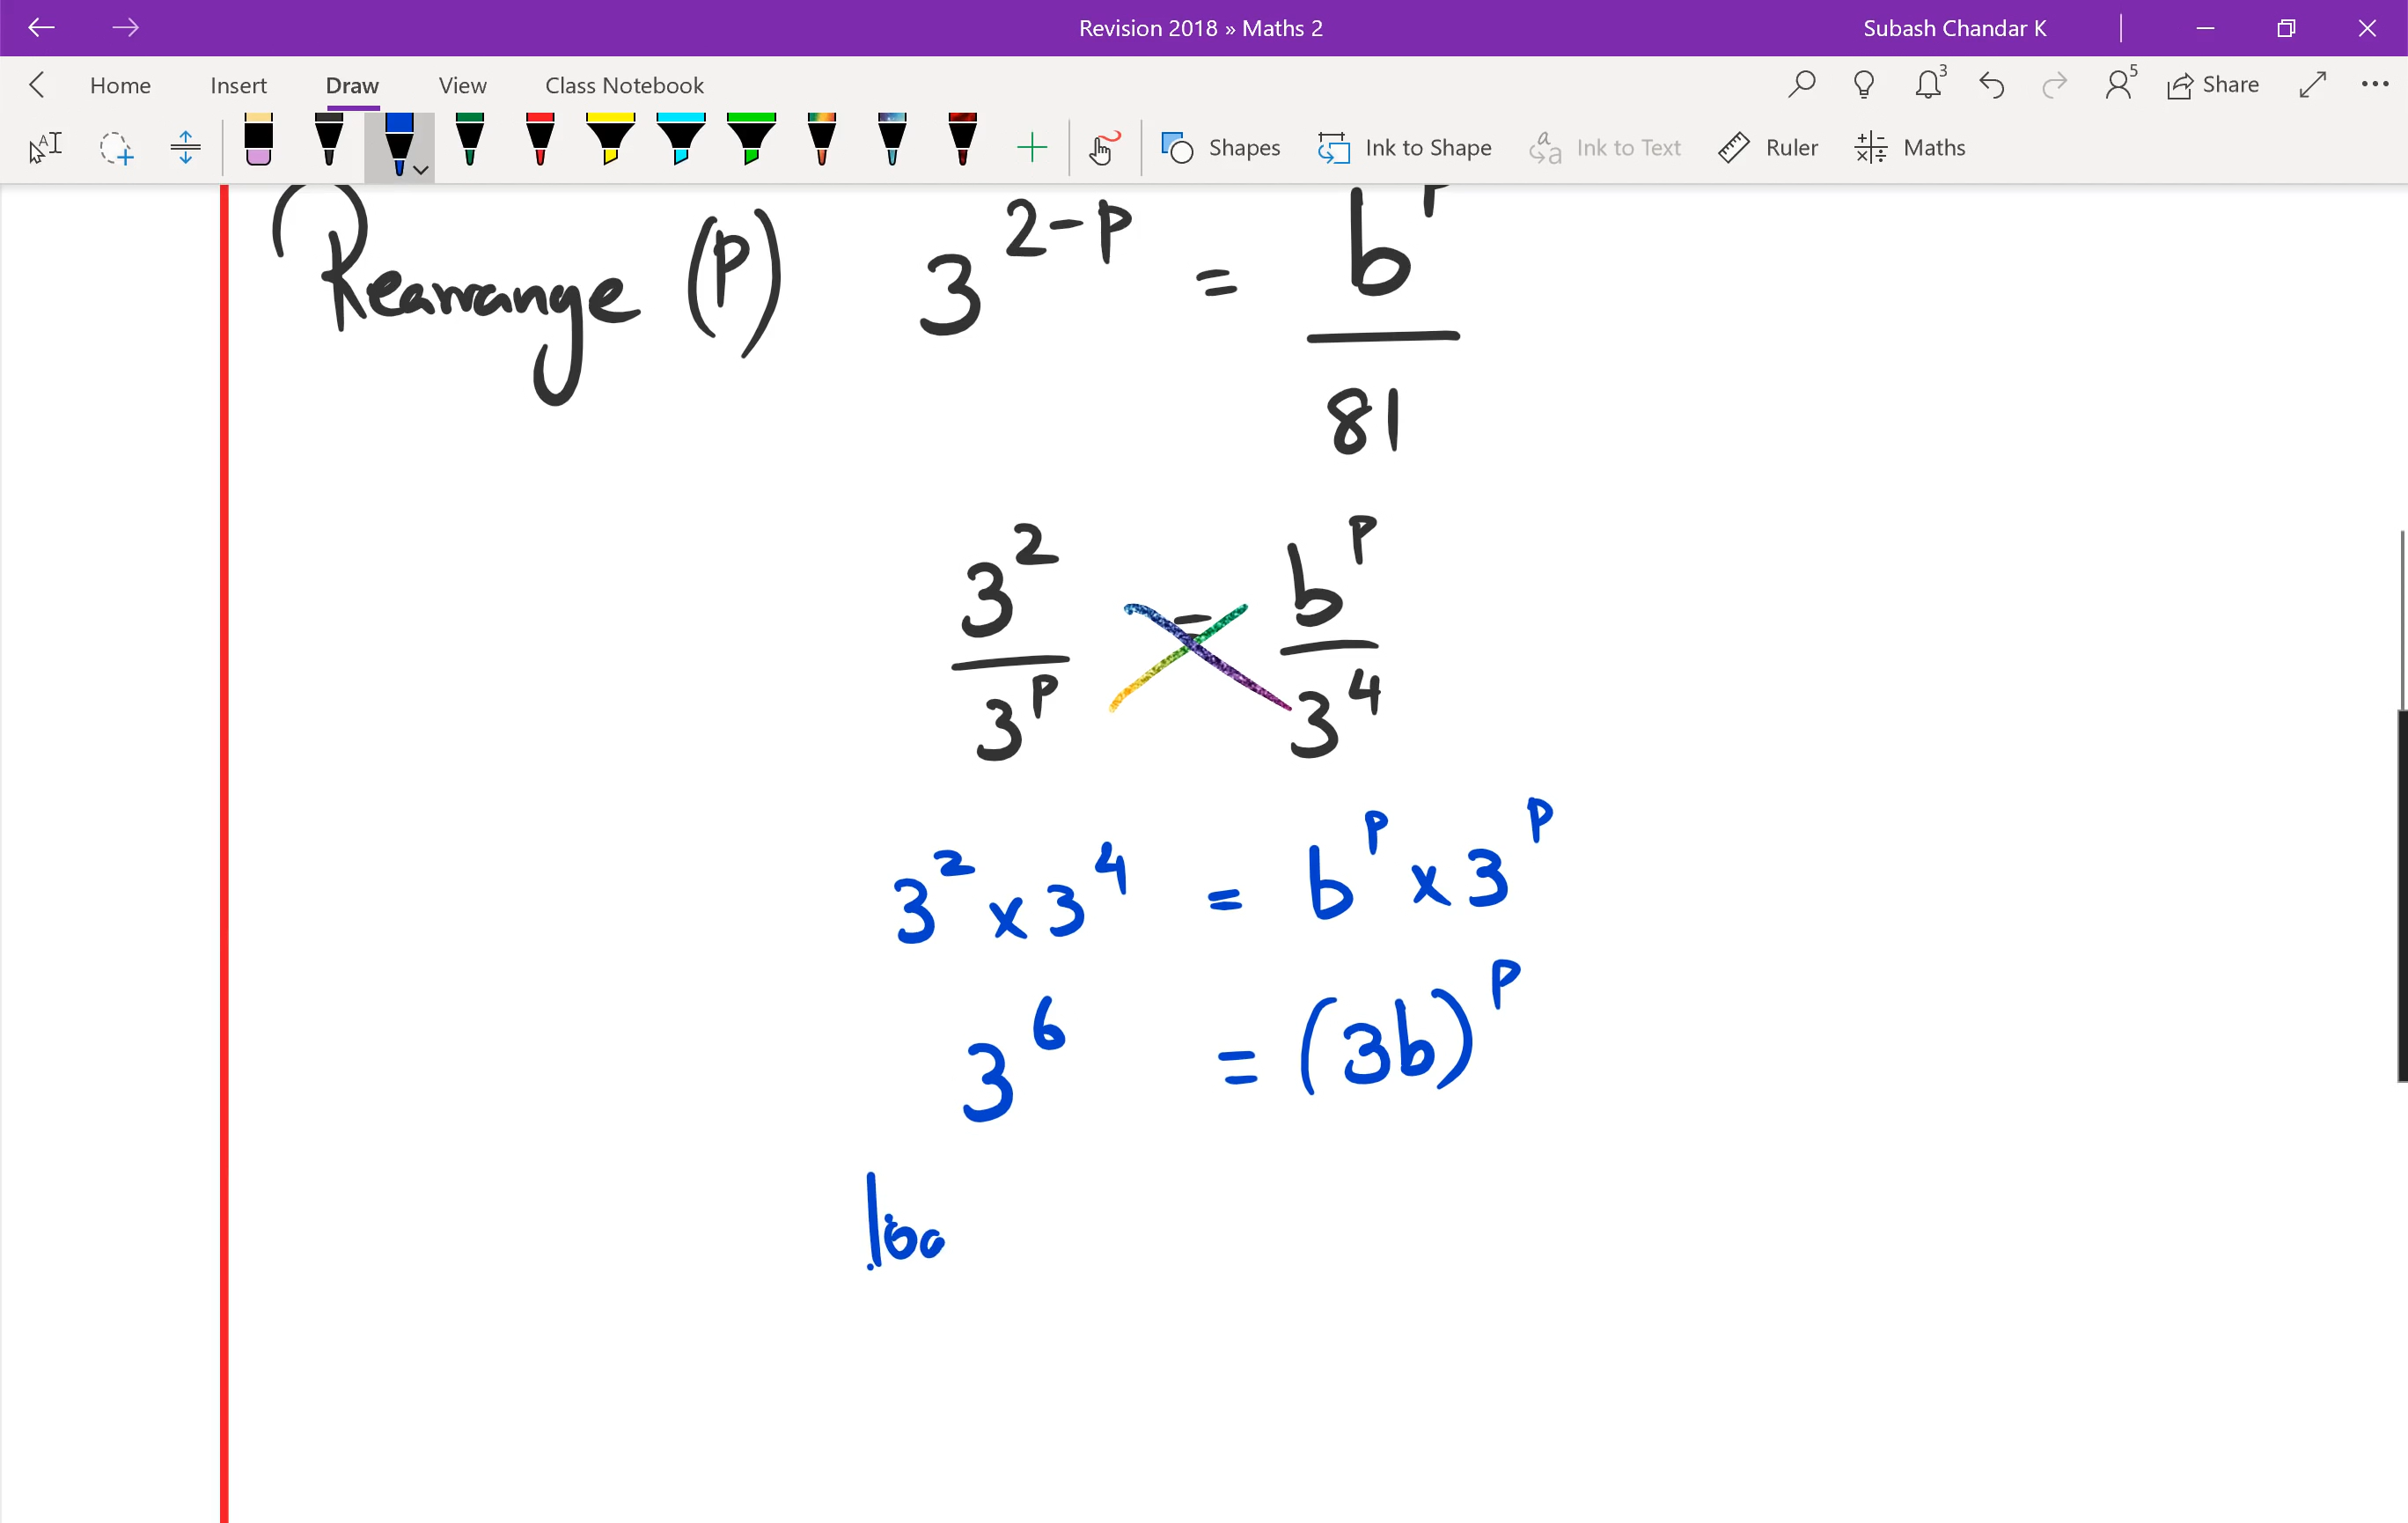 Revision 2018 » Maths 2
Subash Chandar K
Home Insert Draw View Class Notebook
3
5
Share
Shapes Ink to Shape Ink to Text Ruler Maths
Rearrange (P) 3^(2-P) = b^P / 81
3^2 / 3^P = b^P / 3^4
3^2 x 3^4 = b^P x 3^P
3^6 = (3b)^P